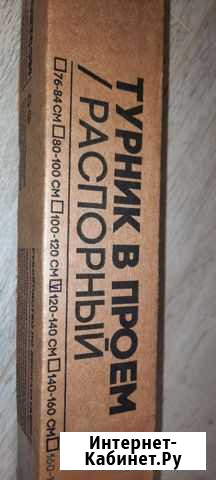 ТУРНИК В ПРОЕМ
/ РАСПОРНЫЙ
76-84 СМ 80-100 СМ 100-120 СМ V 120-140 СМ 140-160 СМ
Интернет-
Кабинет.Ру